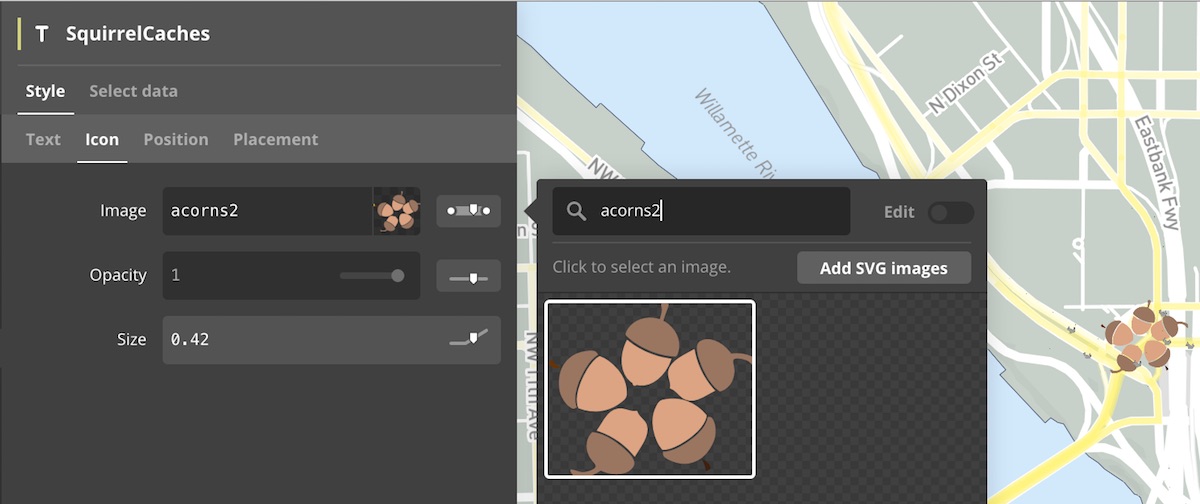 T SquirrelCaches
Style Select data
Text Icon Position Placement
Image acorns2
Opacity 1
Size 0.42
acorns2 Edit
Click to select an image. Add SVG images
Willamette Ri
N Dixon St
Eastbank Fwy
NW
NW 11th Ave